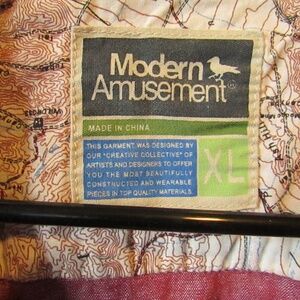 Modern
Amusement
MADE IN CHINA
THIS GARMENT WAS DESIGNED BY
OUR "CREATIVE COLLECTIVE" OF
ARTISTS AND DESIGNERS TO OFFER
YOU THE MOST BEAUTIFULLY
CONSTRUCTED AND WEARABLE
PIECES IN TOP QUALITY MATERIALS.
XL